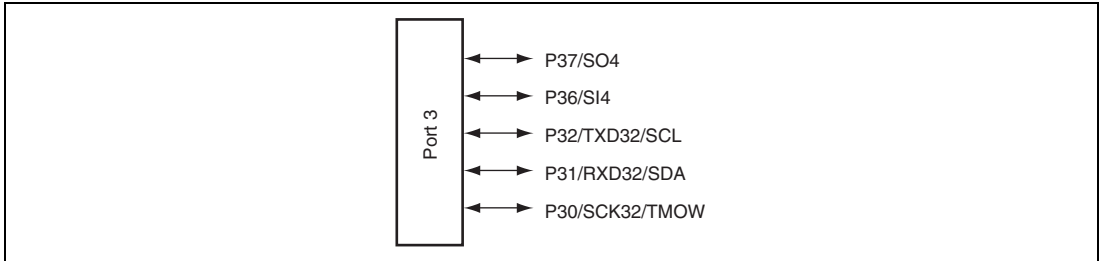 Port 3
P37/SO4
P36/SI4
P32/TXD32/SCL
P31/RXD32/SDA
P30/SCK32/TMOW